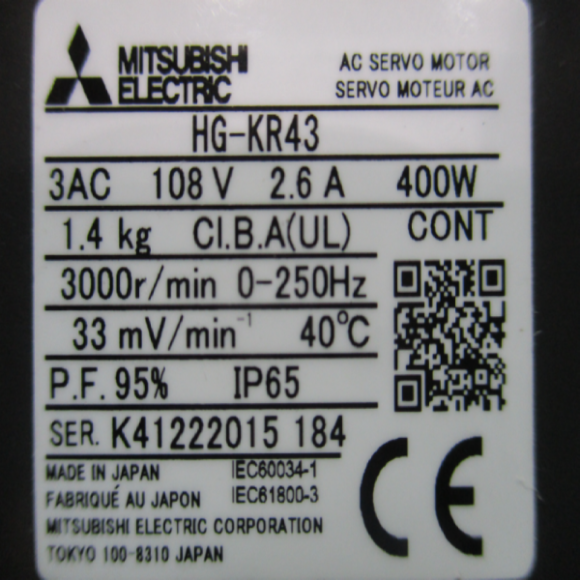 MITSUBISHI
ELECTRIC
AC SERVO MOTOR
SERVO MOTEUR AC
HG-KR43
3AC 108 V 2.6 A 400W
1.4 kg Cl.B.A(UL) CONT
3000r/min 0-250Hz
33 mV/min⁻¹ 40℃
P.F. 95% IP65
SER. K41222015 184
MADE IN JAPAN IEC60034-1
FABRIQUÉ AU JAPON IEC61800-3
MITSUBISHI ELECTRIC CORPORATION
TOKYO 100-8310 JAPAN
CE